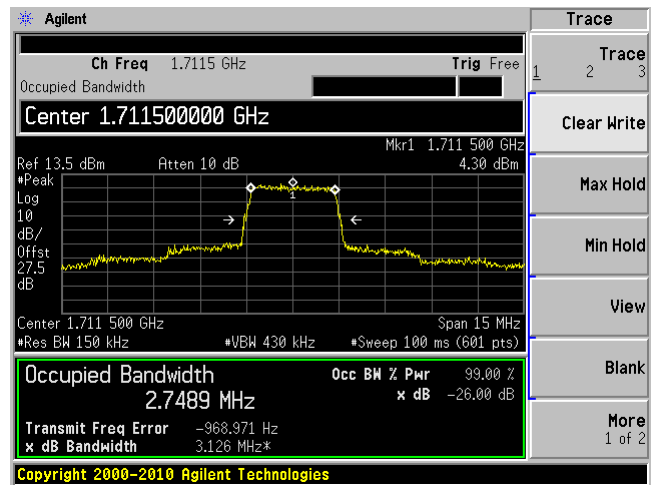 Agilent
Trace
Ch Freq 1.7115 GHz Trig Free
Occupied Bandwidth
Center 1.711500000 GHz
Mkr1 1.711 500 GHz
Ref 13.5 dBm Atten 10 dB 4.30 dBm
#Peak
Log
10
dB/
Offst
27.5
dB
1
Center 1.711 500 GHz Span 15 MHz
#Res BW 150 kHz #VBW 430 kHz #Sweep 100 ms (601 pts)
Occupied Bandwidth Occ BW % Pwr 99.00 %
2.7489 MHz x dB -26.00 dB
Transmit Freq Error -968.971 Hz
x dB Bandwidth 3.126 MHz*
Copyright 2000-2010 Agilent Technologies
Trace
1 2 3
Clear Write
Max Hold
Min Hold
View
Blank
More
1 of 2